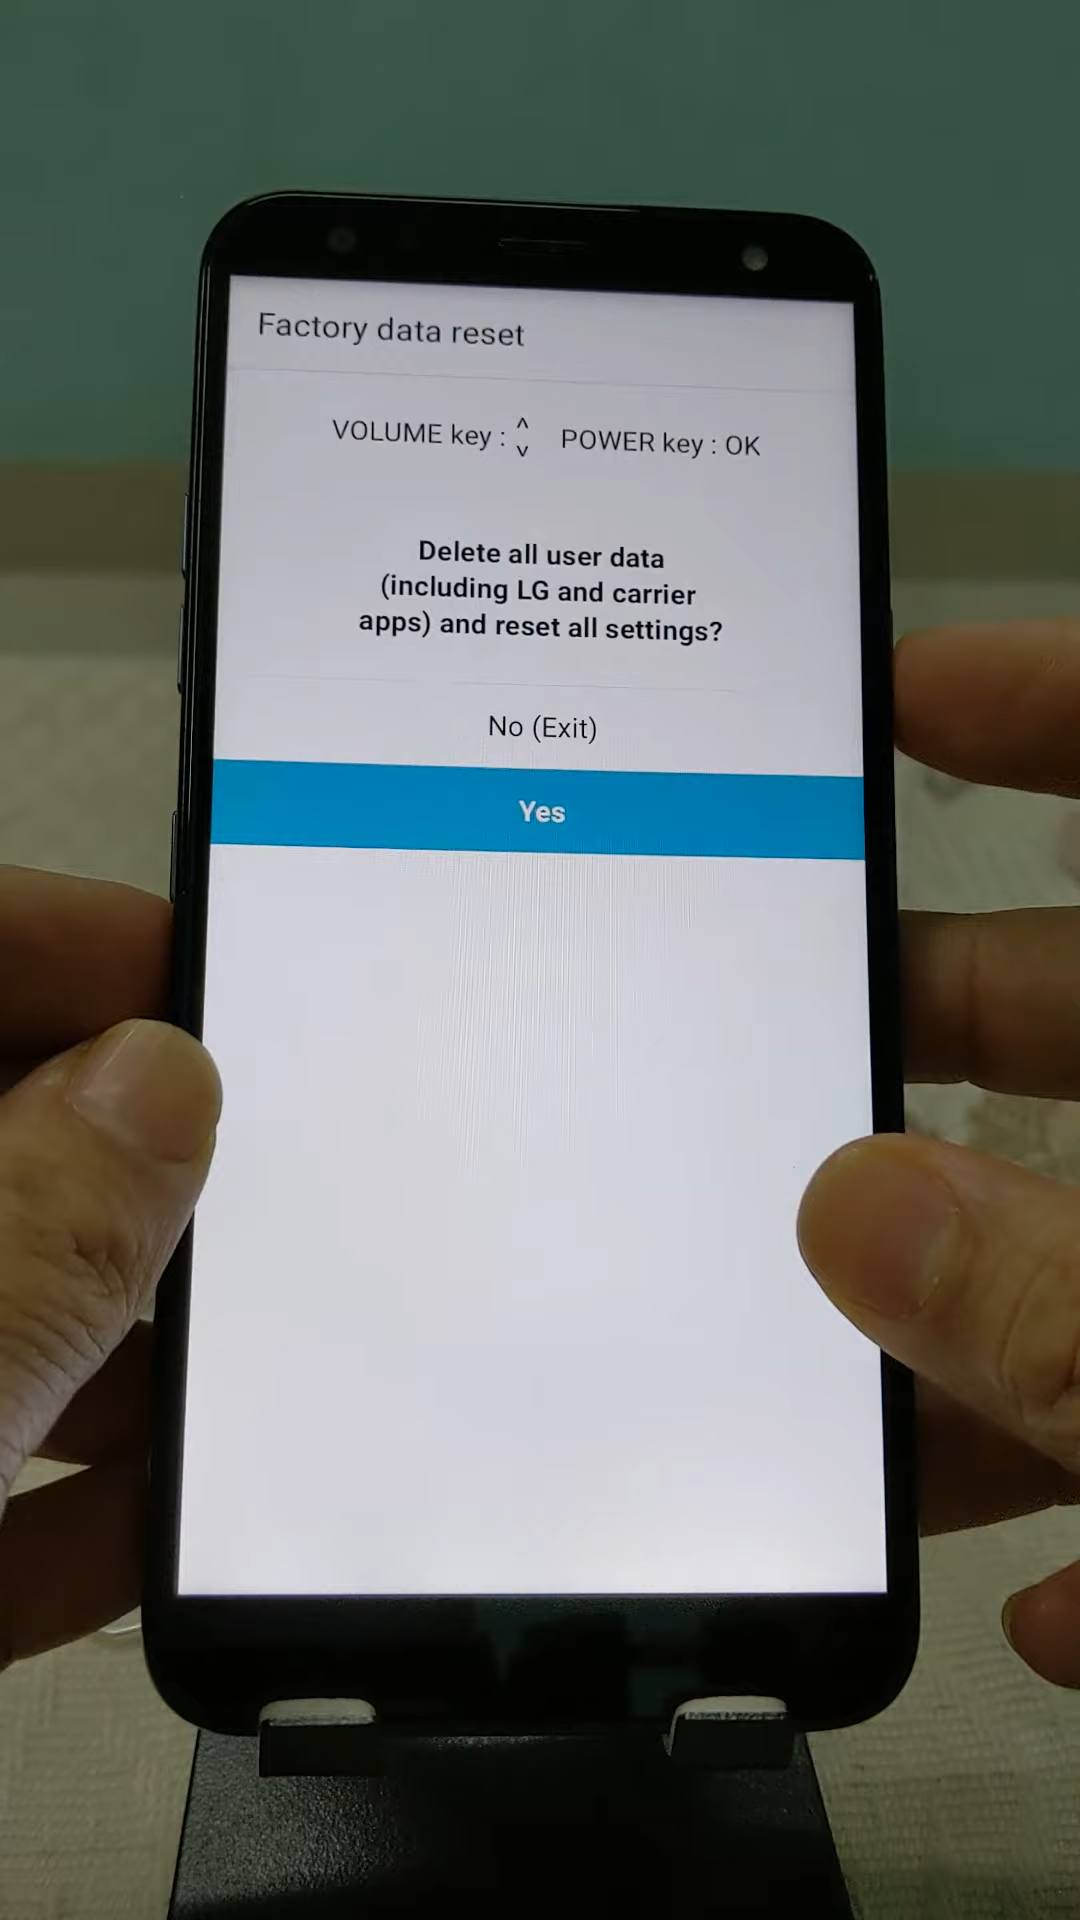 Factory data reset
VOLUME key : ^ v POWER key : OK
Delete all user data
(including LG and carrier
apps) and reset all settings?
No (Exit)
Yes